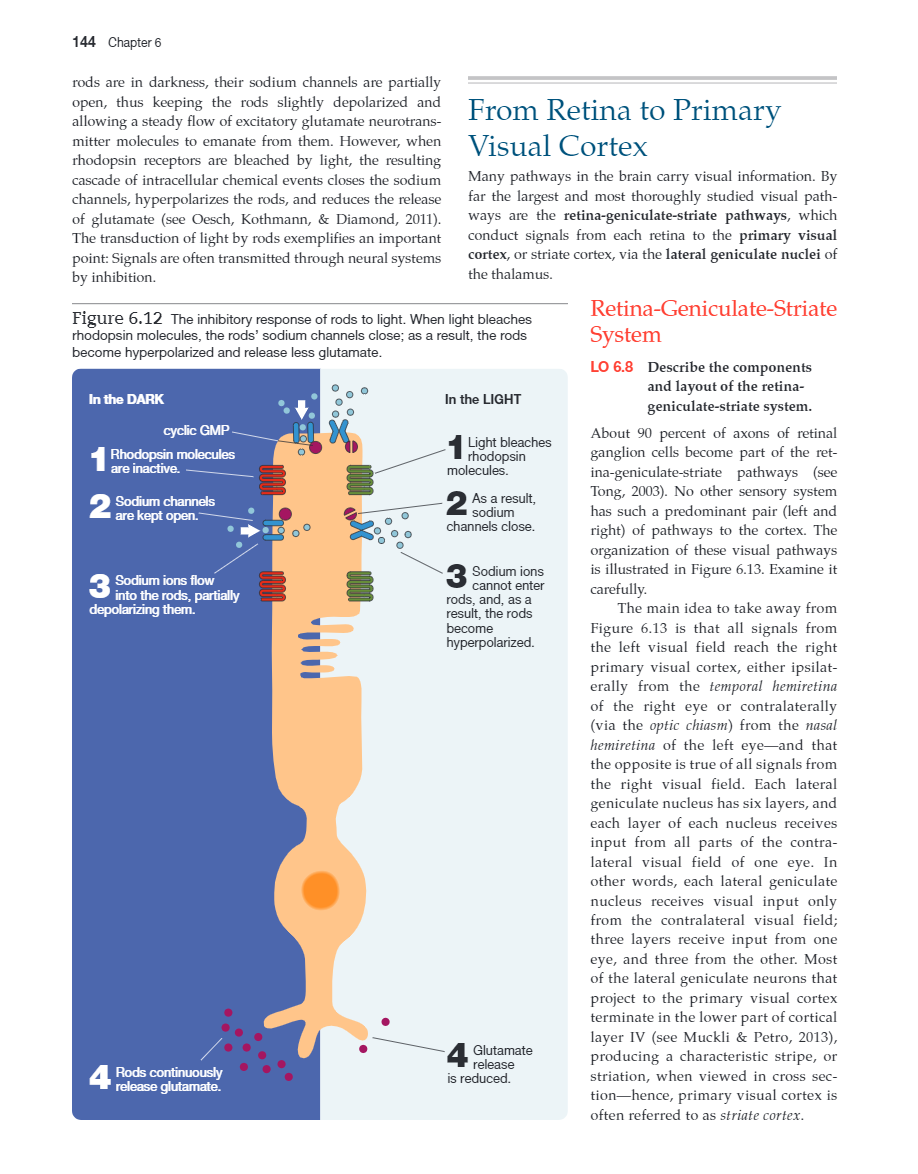 144 Chapter 6
rods are in darkness, their sodium channels are partially
open, thus keeping the rods slightly depolarized and
allowing a steady flow of excitatory glutamate neurotrans-
mitter molecules to emanate from them. However, when
rhodopsin receptors are bleached by light, the resulting
cascade of intracellular chemical events closes the sodium
channels, hyperpolarizes the rods, and reduces the release
of glutamate (see Oesch, Kothmann, & Diamond, 2011).
The transduction of light by rods exemplifies an important
point: Signals are often transmitted through neural systems
by inhibition.
Figure 6.12 The inhibitory response of rods to light. When light bleaches
rhodopsin molecules, the rods' sodium channels close; as a result, the rods
become hyperpolarized and release less glutamate.
In the DARK
cyclic GMP
1 Rhodopsin molecules
are inactive.
2 Sodium channels
are kept open.
3 Sodium ions flow
into the rods, partially
depolarizing them.
4 Rods continuously
release glutamate.
In the LIGHT
1 Light bleaches
rhodopsin
molecules.
2 As a result,
sodium
channels close.
3 Sodium ions
cannot enter
rods, and, as a
result, the rods
become
hyperpolarized.
4 Glutamate
release
is reduced.
From Retina to Primary
Visual Cortex
Many pathways in the brain carry visual information. By
far the largest and most thoroughly studied visual path-
ways are the retina-geniculate-striate pathways, which
conduct signals from each retina to the primary visual
cortex, or striate cortex, via the lateral geniculate nuclei of
the thalamus.
Retina-Geniculate-Striate
System
LO 6.8 Describe the components
and layout of the retina-
geniculate-striate system.
About 90 percent of axons of retinal
ganglion cells become part of the ret-
ina-geniculate-striate pathways (see
Tong, 2003). No other sensory system
has such a predominant pair (left and
right) of pathways to the cortex. The
organization of these visual pathways
is illustrated in Figure 6.13. Examine it
carefully.
The main idea to take away from
Figure 6.13 is that all signals from
the left visual field reach the right
primary visual cortex, either ipsilat-
erally from the temporal hemiretina
of the right eye or contralaterally
(via the optic chiasm) from the nasal
hemiretina of the left eye—and that
the opposite is true of all signals from
the right visual field. Each lateral
geniculate nucleus has six layers, and
each layer of each nucleus receives
input from all parts of the contra-
lateral visual field of one eye. In
other words, each lateral geniculate
nucleus receives visual input only
from the contralateral visual field;
three layers receive input from one
eye, and three from the other. Most
of the lateral geniculate neurons that
project to the primary visual cortex
terminate in the lower part of cortical
layer IV (see Muckli & Petro, 2013),
producing a characteristic stripe, or
striation, when viewed in cross sec-
tion—hence, primary visual cortex is
often referred to as striate cortex.